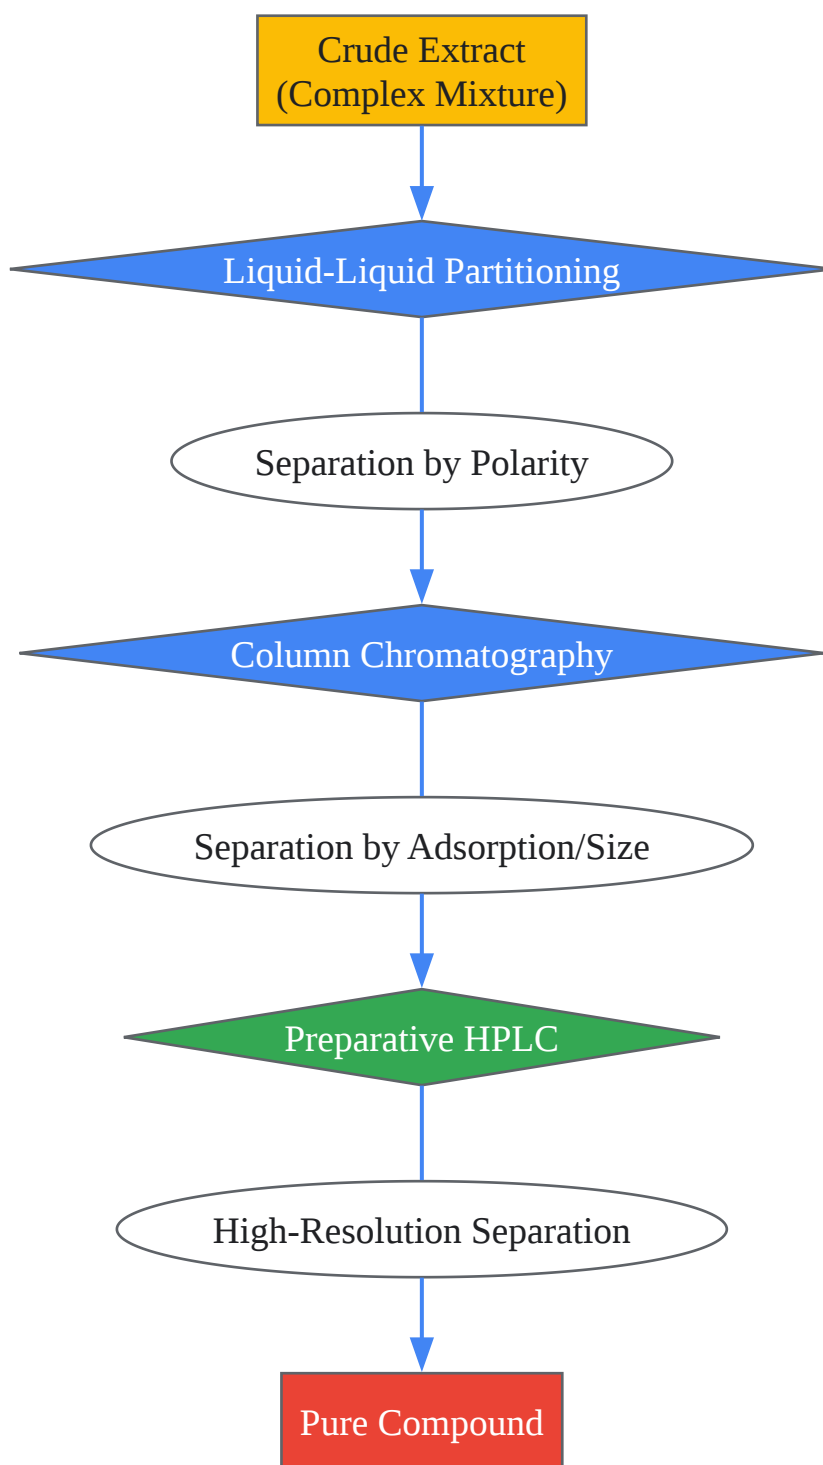 Crude Extract
(Complex Mixture)
Liquid-Liquid Partitioning
Separation by Polarity
Column Chromatography
Separation by Adsorption/Size
Preparative HPLC
High-Resolution Separation
Pure Compound